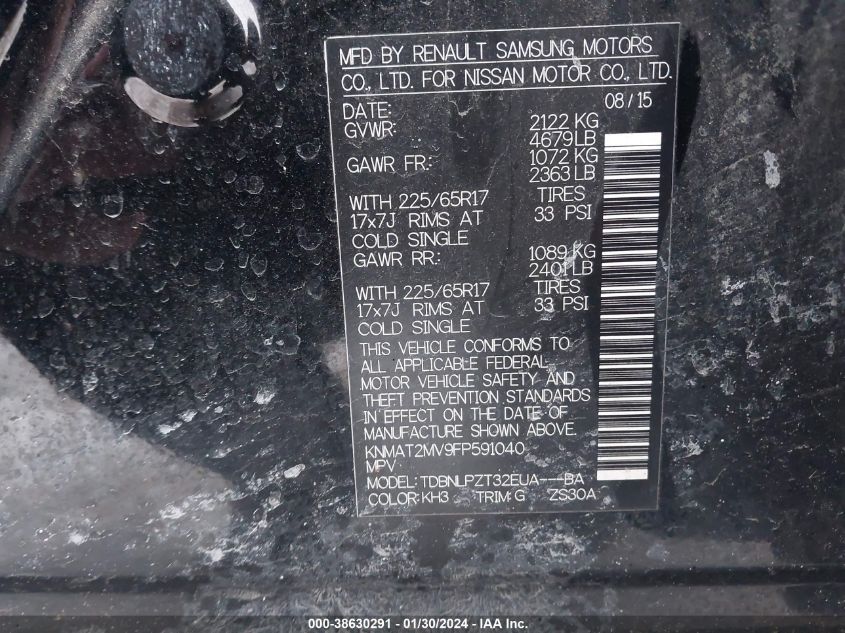 MFD BY RENAULT SAMSUNG MOTORS
CO., LTD. FOR NISSAN MOTOR CO., LTD.
DATE: 08/15
GVWR: 2122 KG
4679 LB
GAWR FR.: 1072 KG
2363 LB
WITH 225/65R17 TIRES
17x7J RIMS AT 33 PSI
COLD SINGLE
GAWR RR.: 1089 KG
2401 LB
WITH 225/65R17 TIRES
17x7J RIMS AT 33 PSI
COLD SINGLE
THIS VEHICLE CONFORMS TO
ALL APPLICABLE FEDERAL
MOTOR VEHICLE SAFETY AND
THEFT PREVENTION STANDARDS
IN EFFECT ON THE DATE OF
MANUFACTURE SHOWN ABOVE.
KNMAT2MV9FP591040
MPV
MODEL: TDBNLPZT32EUA---BA
COLOR: KH3 TRIM: G ZS30A
000-38630291 - 01/30/2024 - IAA Inc.